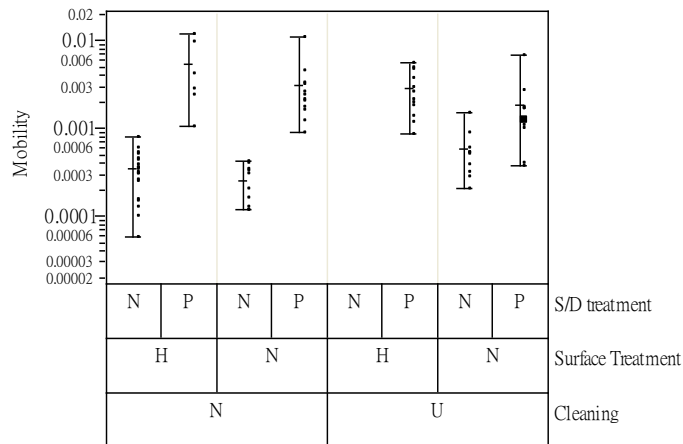 0.02
0.01
0.006
0.003
0.001
0.0006
0.0003
0.0001
0.00006
0.00003
0.00002
Mobility
N P N P N P N P S/D treatment
H N H N Surface Treatment
N U Cleaning